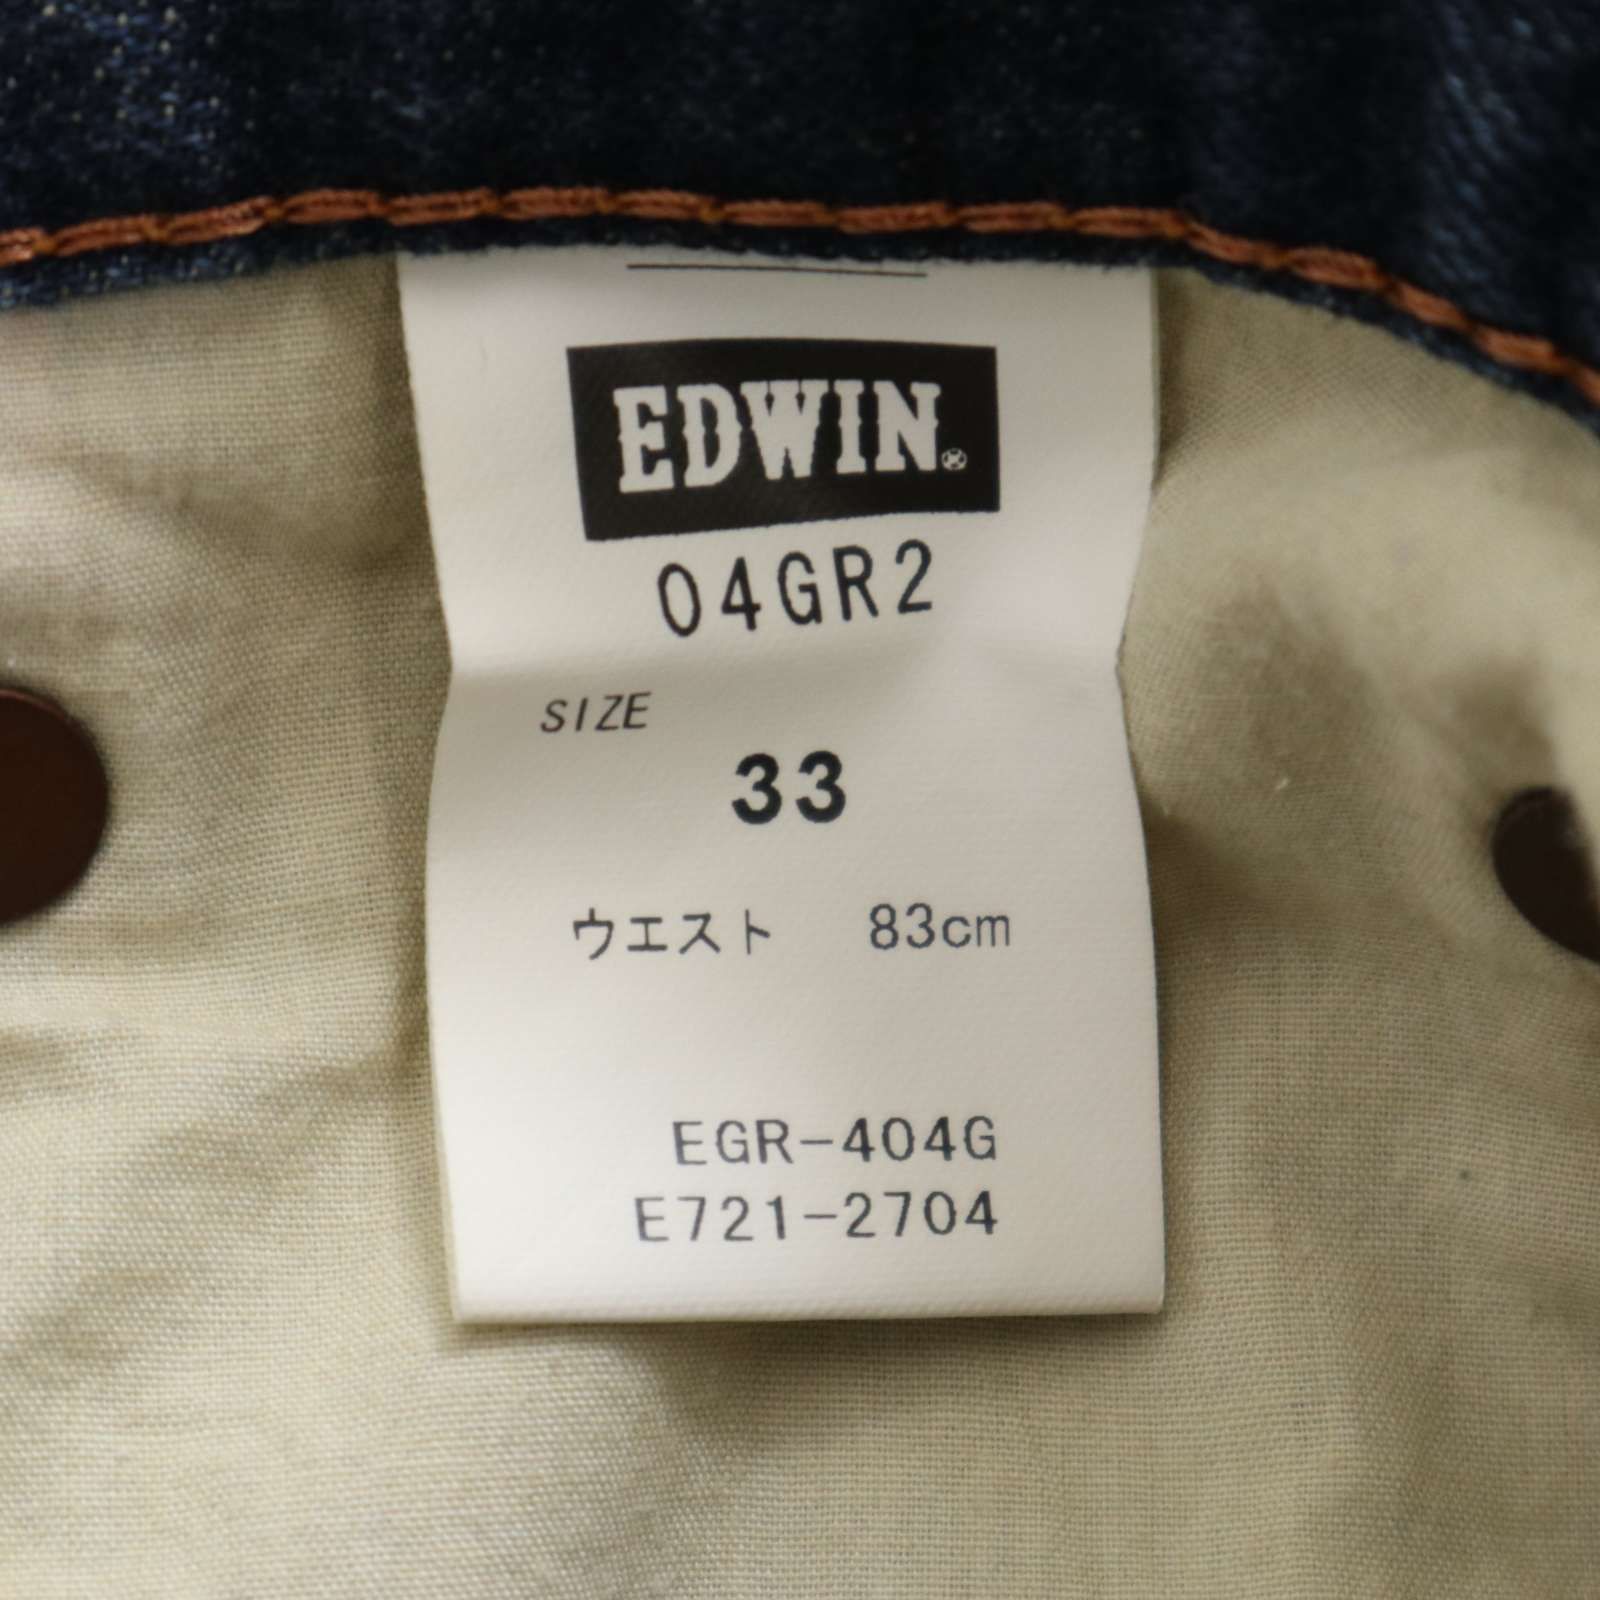 EDWIN®
04GR2
SIZE
33
ウエスト 83cm
EGR-404G
E721-2704